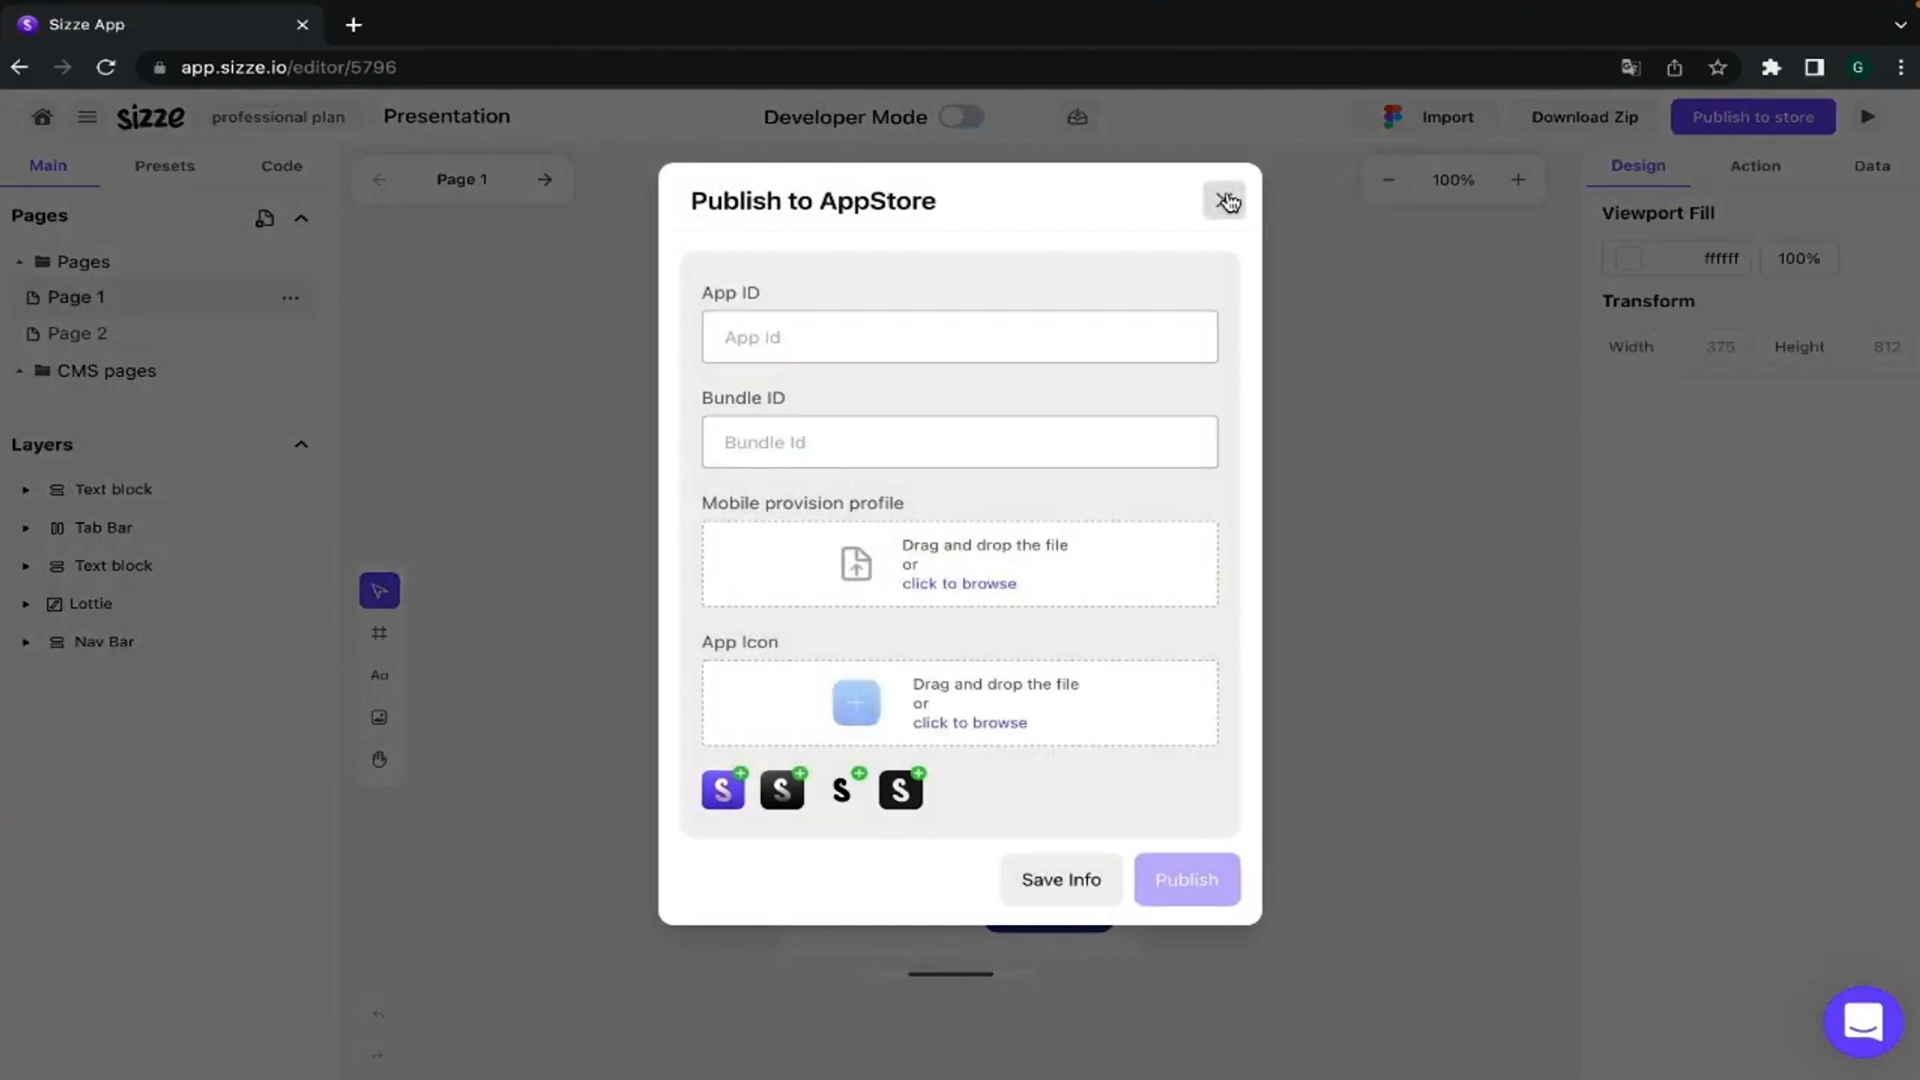 Sizze App
app.sizze.io/editor/5796
G
sizze
professional plan
Presentation
Developer Mode
Import
Download Zip
Publish to store
Main
Presets
Code
Page 1
100%
Design
Action
Data
Pages
Pages
Page 1
Page 2
CMS pages
Layers
Text block
Tab Bar
Text block
Lottie
Nav Bar
Aa
Publish to AppStore
App ID
App Id
Bundle ID
Bundle Id
Mobile provision profile
Drag and drop the file
or
click to browse
App Icon
Drag and drop the file
or
click to browse
S S S S
Save Info
Publish
Viewport Fill
ffffff 100%
Transform
Width 375 Height 812